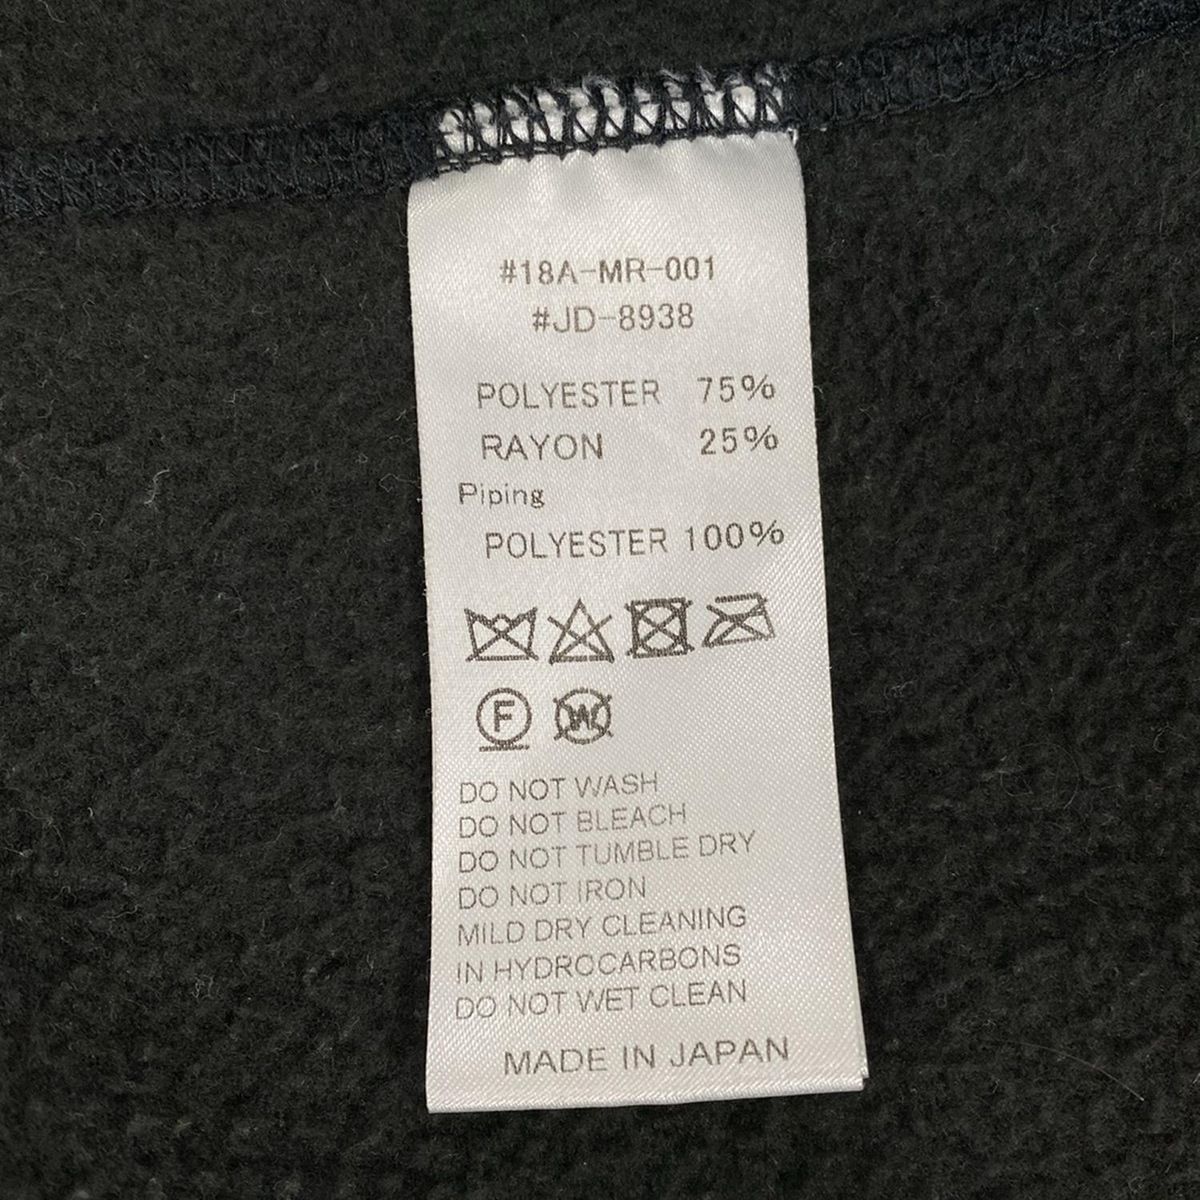 #18A-MR-001
#JD-8938
POLYESTER 75%
RAYON 25%
Piping
POLYESTER 100%
F W
DO NOT WASH
DO NOT BLEACH
DO NOT TUMBLE DRY
DO NOT IRON
MILD DRY CLEANING
IN HYDROCARBONS
DO NOT WET CLEAN
MADE IN JAPAN